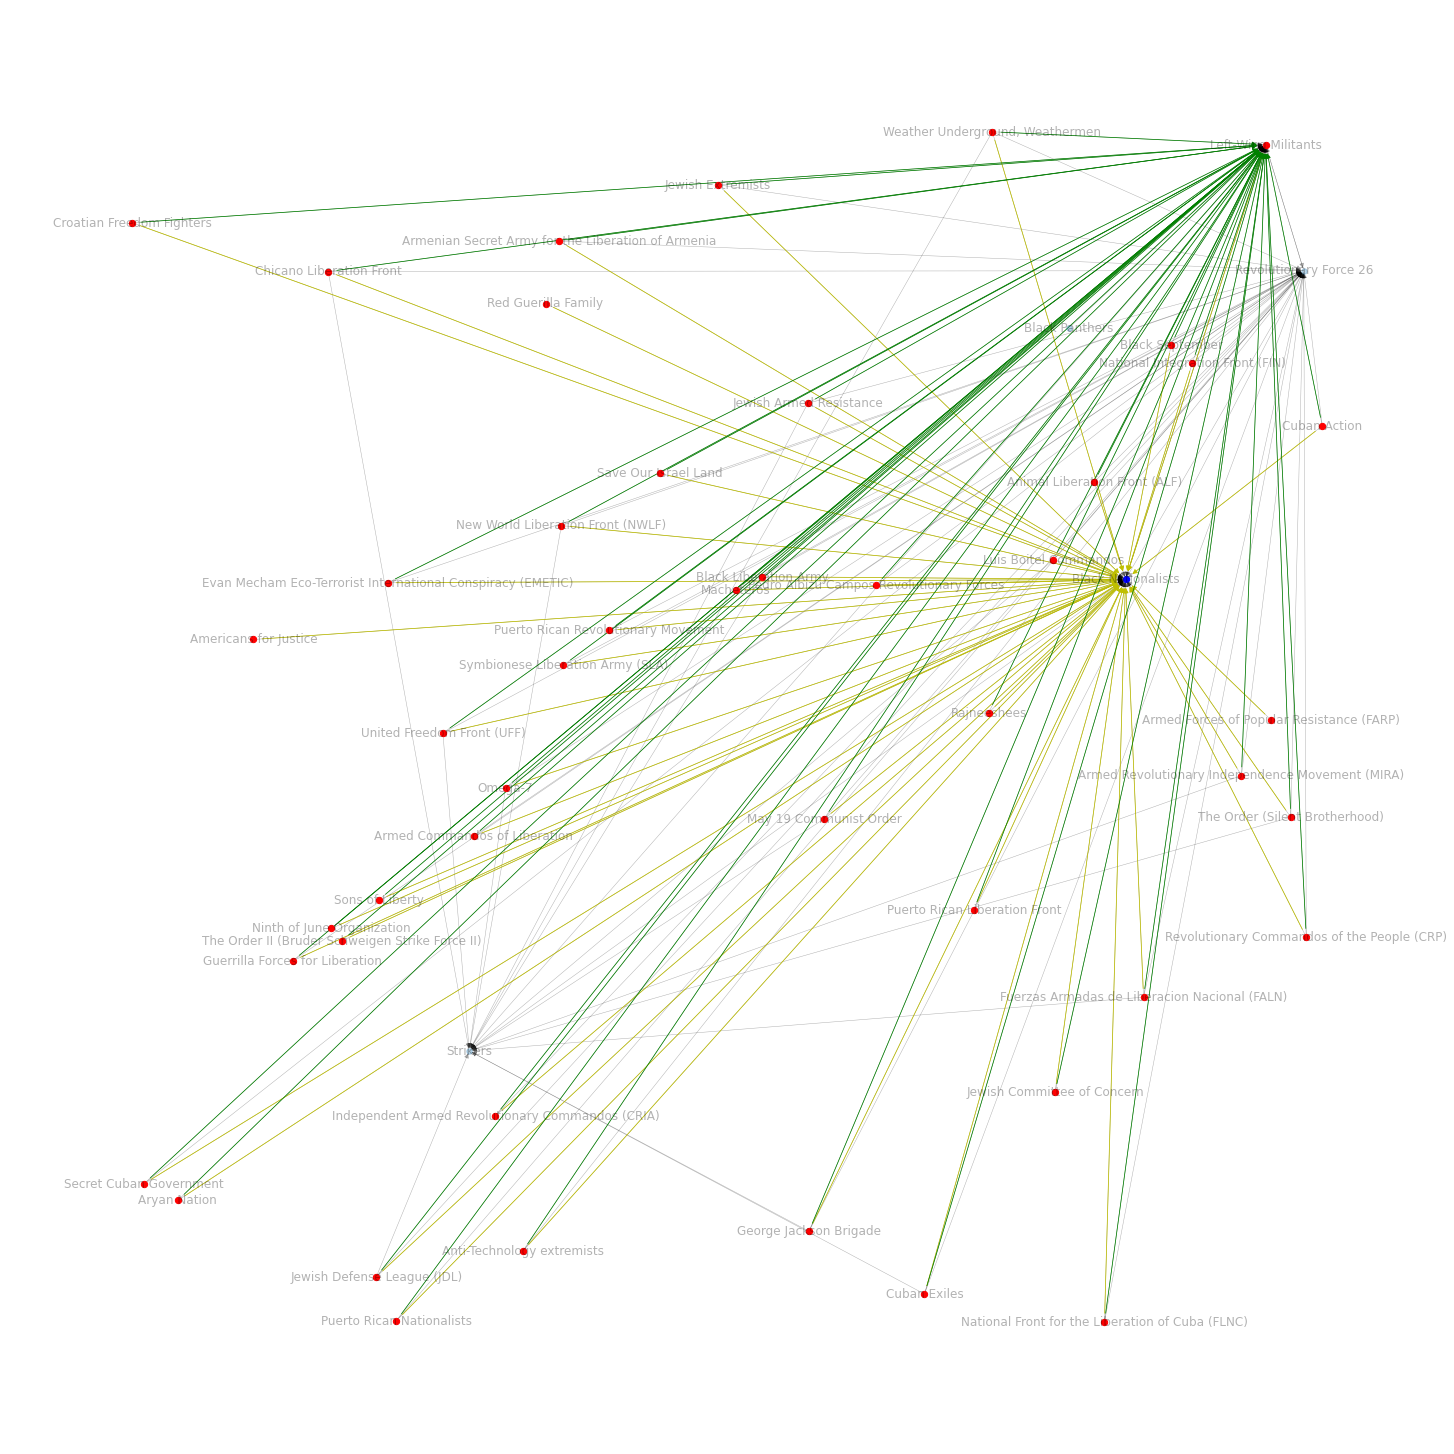 Weather Underground, Weathermen
Left-Wing Militants
Jewish Extremists
Croatian Freedom Fighters
Armenian Secret Army for the Liberation of Armenia
Chicano Liberation Front
Revolutionary Force 26
Red Guerilla Family
Black Panthers
Black September
National Integration Front (FIN)
Jewish Armed Resistance
Cuban Action
Save Our Israel Land
Animal Liberation Front (ALF)
New World Liberation Front (NWLF)
Luis Boitel Commandos
Evan Mecham Eco-Terrorist International Conspiracy (EMETIC)
Black Liberation Army
Black Nationalists
Pedro Albizu Campos Revolutionary Forces
Macheteros
Puerto Rican Revolutionary Movement
Americans for Justice
Symbionese Liberation Army (SLA)
Rajneeshees
Armed Forces of Popular Resistance (FARP)
United Freedom Front (UFF)
Armed Revolutionary Independence Movement (MIRA)
Omega-7
The Order (Silent Brotherhood)
May 19 Communist Order
Armed Commandos of Liberation
Sons of Liberty
Puerto Rican Liberation Front
Ninth of June Organization
Revolutionary Commandos of the People (CRP)
The Order II (Bruder Schweigen Strike Force II)
Guerrilla Forces for Liberation
Fuerzas Armadas de Liberacion Nacional (FALN)
Strikers
Jewish Committee of Concern
Independent Armed Revolutionary Commandos (CRIA)
Secret Cuban Government
Aryan Nation
George Jackson Brigade
Anti-Technology extremists
Jewish Defense League (JDL)
Cuban Exiles
Puerto Rican Nationalists
National Front for the Liberation of Cuba (FLNC)